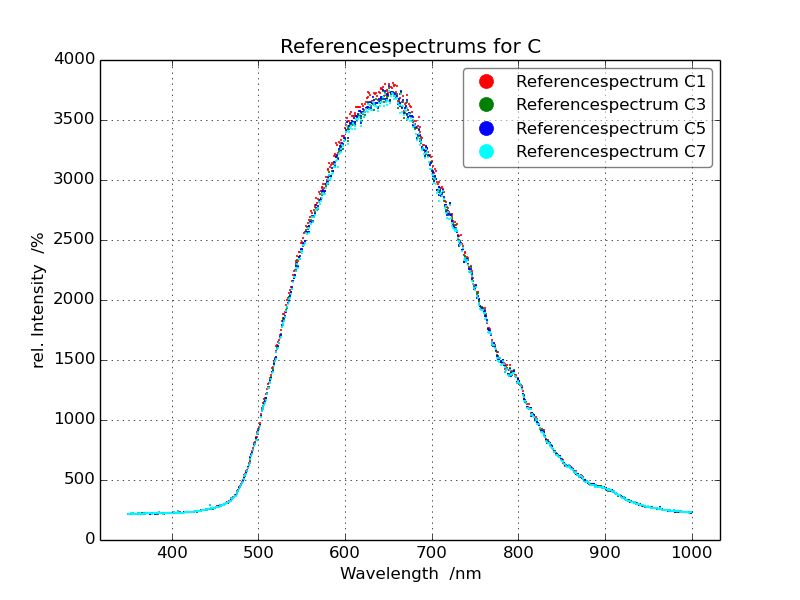 Referencespectrums for C
4000
3500
3000
2500
2000
1500
1000
500
0
rel. Intensity /%
Referencespectrum C1
Referencespectrum C3
Referencespectrum C5
Referencespectrum C7
400 500 600 700 800 900 1000
Wavelength /nm